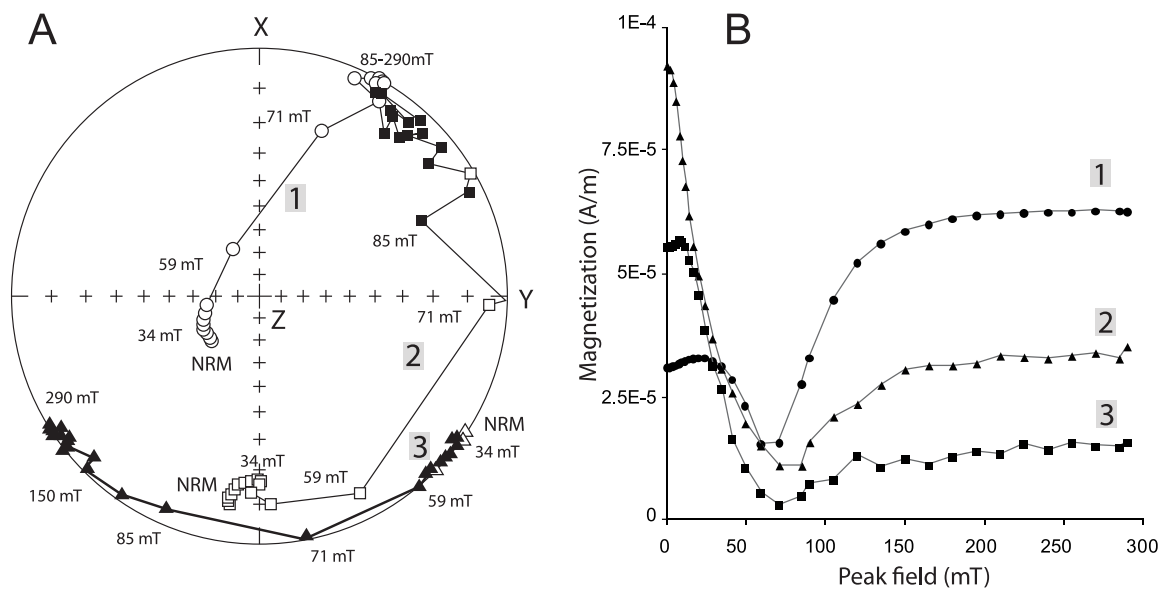 A
X
85-290mT
71 mT
1
59 mT
Y
Z
71 mT
34 mT
NRM
85 mT
2
290 mT
NRM
3
34 mT
34 mT
NRM
59 mT
59 mT
150 mT
85 mT
71 mT
B
1E-4
7.5E-5
5E-5
2.5E-5
0
Magnetization (A/m)
1
2
3
0
50
100
150
200
250
300
Peak field (mT)